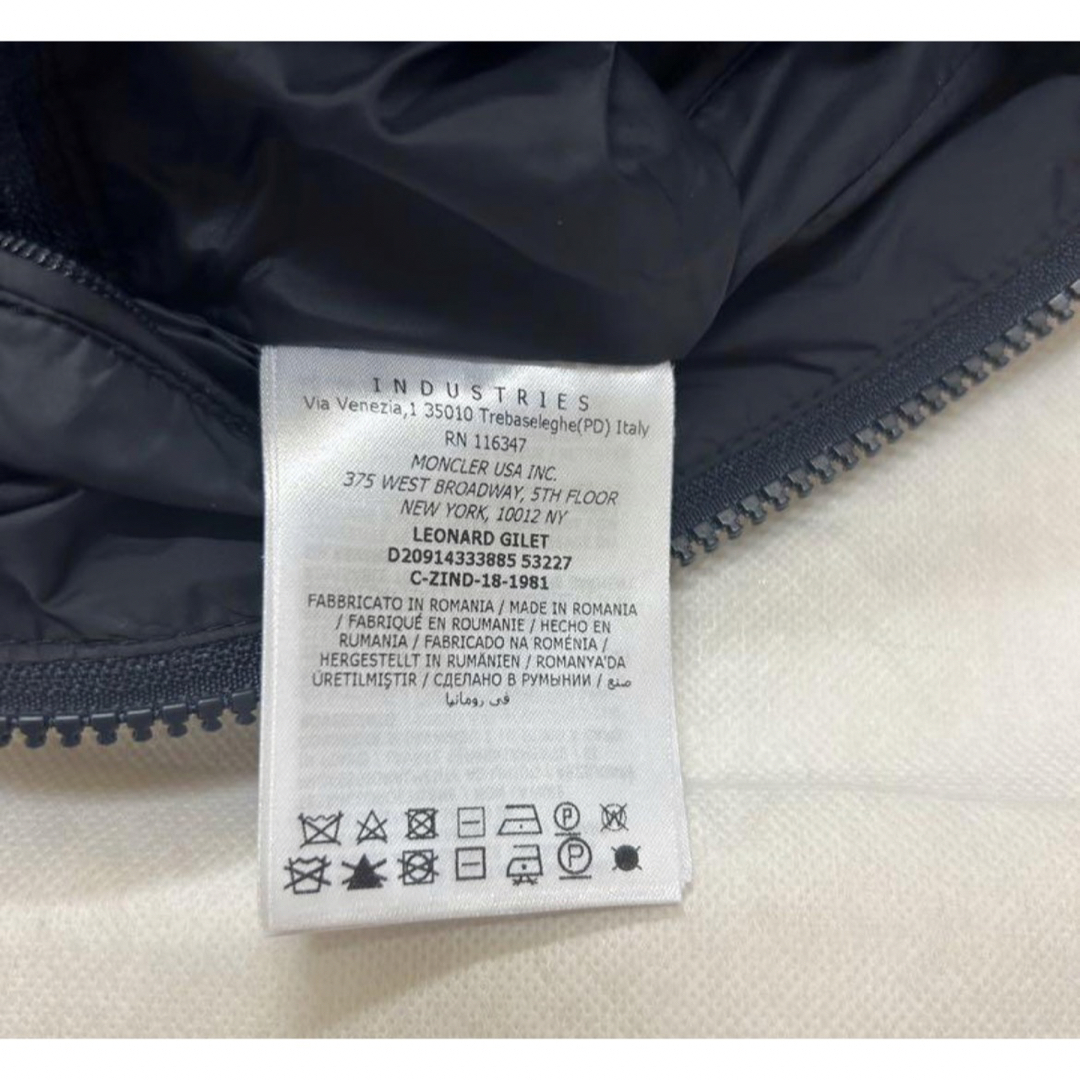 INDUSTRIES
Via Venezia,1 35010 Trebaseleghe(PD) Italy
RN 116347
MONCLER USA INC.
375 WEST BROADWAY, 5TH FLOOR
NEW YORK, 10012 NY
LEONARD GILET
D20914333885 53227
C-ZIND-18-1981
FABBRICATO IN ROMANIA / MADE IN ROMANIA
/ FABRIQUÉ EN ROUMANIE / HECHO EN
RUMANIA / FABRICADO NA ROMÉNIA /
HERGESTELLT IN RUMÄNIEN / ROMANYA'DA
ÜRETILMIŞTIR / СДЕЛАНО В РУМЫНИИ / صنع
في رومانيا
P W
P